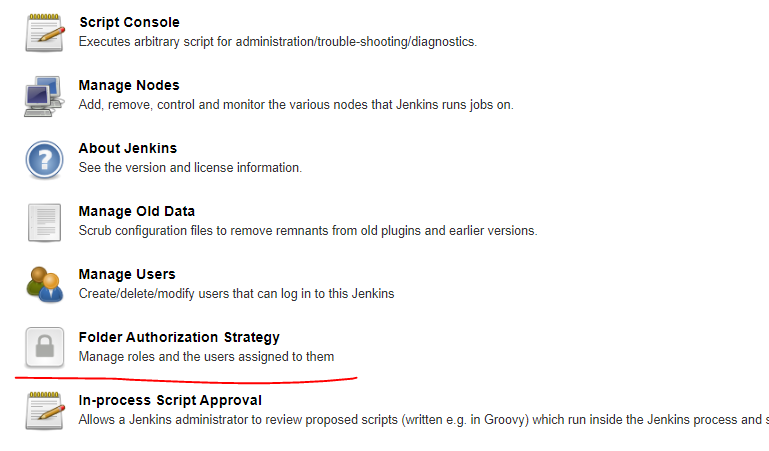 Script Console
Executes arbitrary script for administration/trouble-shooting/diagnostics.
Manage Nodes
Add, remove, control and monitor the various nodes that Jenkins runs jobs on.
About Jenkins
See the version and license information.
Manage Old Data
Scrub configuration files to remove remnants from old plugins and earlier versions.
Manage Users
Create/delete/modify users that can log in to this Jenkins
Folder Authorization Strategy
Manage roles and the users assigned to them
In-process Script Approval
Allows a Jenkins administrator to review proposed scripts (written e.g. in Groovy) which run inside the Jenkins process and